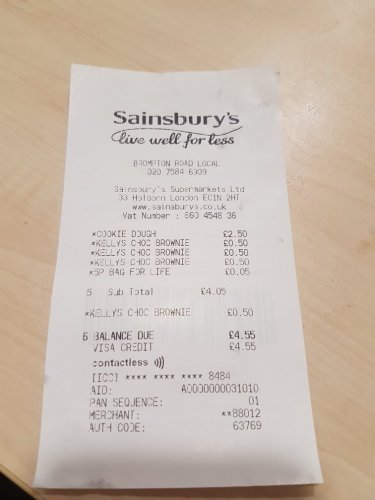 Sainsbury's
live well for less
BROMPTON ROAD LOCAL
020 7584 6939
Sainsbury's Supermarkets Ltd
33 Holborn London EC1N 2HT
www.sainsburys.co.uk
Vat Number : 660 4548 36
*COOKIE DOUGH £2.50
*KELLYS CHOC BROWNIE £0.50
*KELLYS CHOC BROWNIE £0.50
*KELLYS CHOC BROWNIE £0.50
*5P BAG FOR LIFE £0.05
5 Sub Total £4.05
*KELLYS CHOC BROWNIE £0.50
6 BALANCE DUE £4.55
VISA CREDIT £4.55
contactless
[ICC] **** **** **** 8484
AID: A0000000031010
PAN SEQUENCE: 01
MERCHANT: **88012
AUTH CODE: 63769